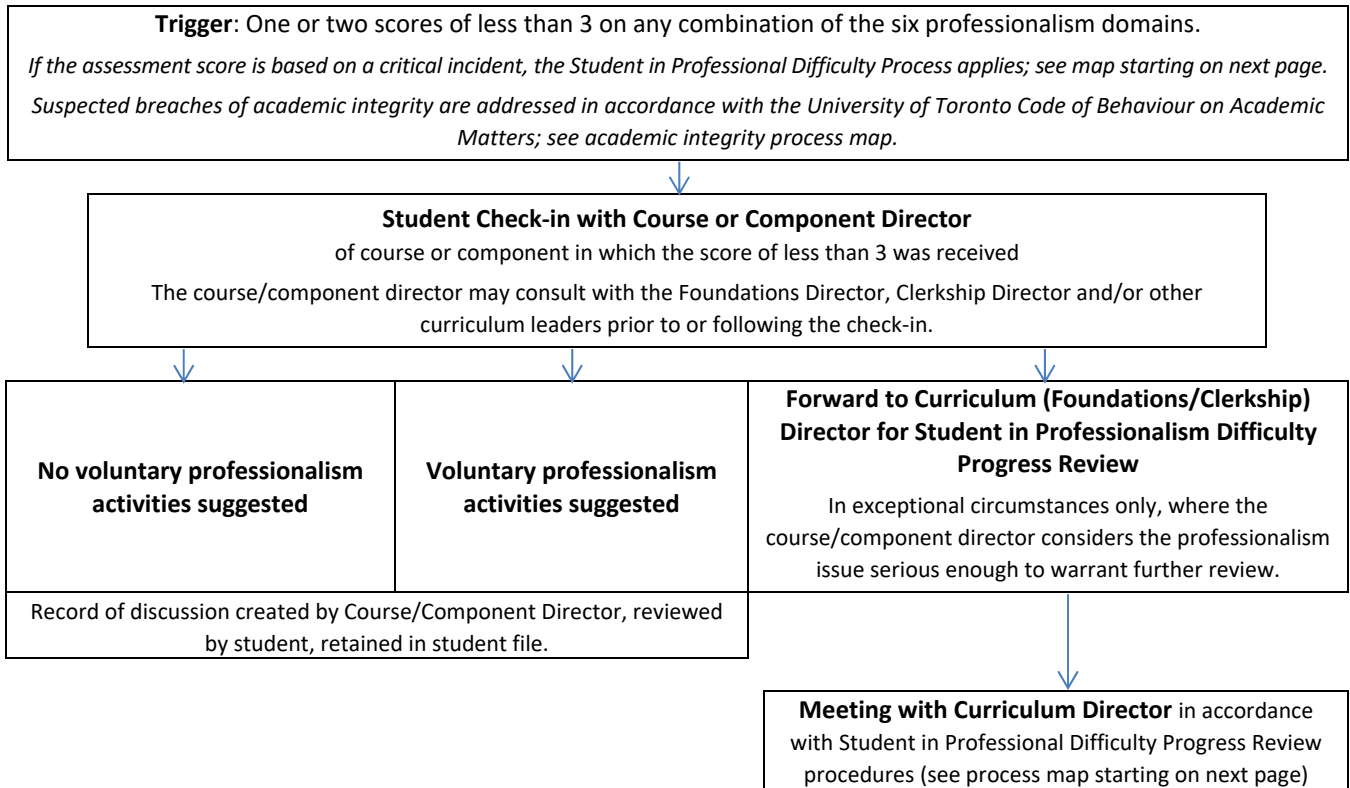 Trigger: One or two scores of less than 3 on any combination of the six professionalism domains.
If the assessment score is based on a critical incident, the Student in Professional Difficulty Process applies; see map starting on next page.
Suspected breaches of academic integrity are addressed in accordance with the University of Toronto Code of Behaviour on Academic
Matters; see academic integrity process map.
Student Check-in with Course or Component Director
of course or component in which the score of less than 3 was received
The course/component director may consult with the Foundations Director, Clerkship Director and/or other
curriculum leaders prior to or following the check-in.
No voluntary professionalism
activities suggested
Voluntary professionalism
activities suggested
Forward to Curriculum (Foundations/Clerkship)
Director for Student in Professionalism Difficulty
Progress Review
In exceptional circumstances only, where the
course/component director considers the professionalism
issue serious enough to warrant further review.
Record of discussion created by Course/Component Director, reviewed
by student, retained in student file.
Meeting with Curriculum Director in accordance
with Student in Professional Difficulty Progress Review
procedures (see process map starting on next page)